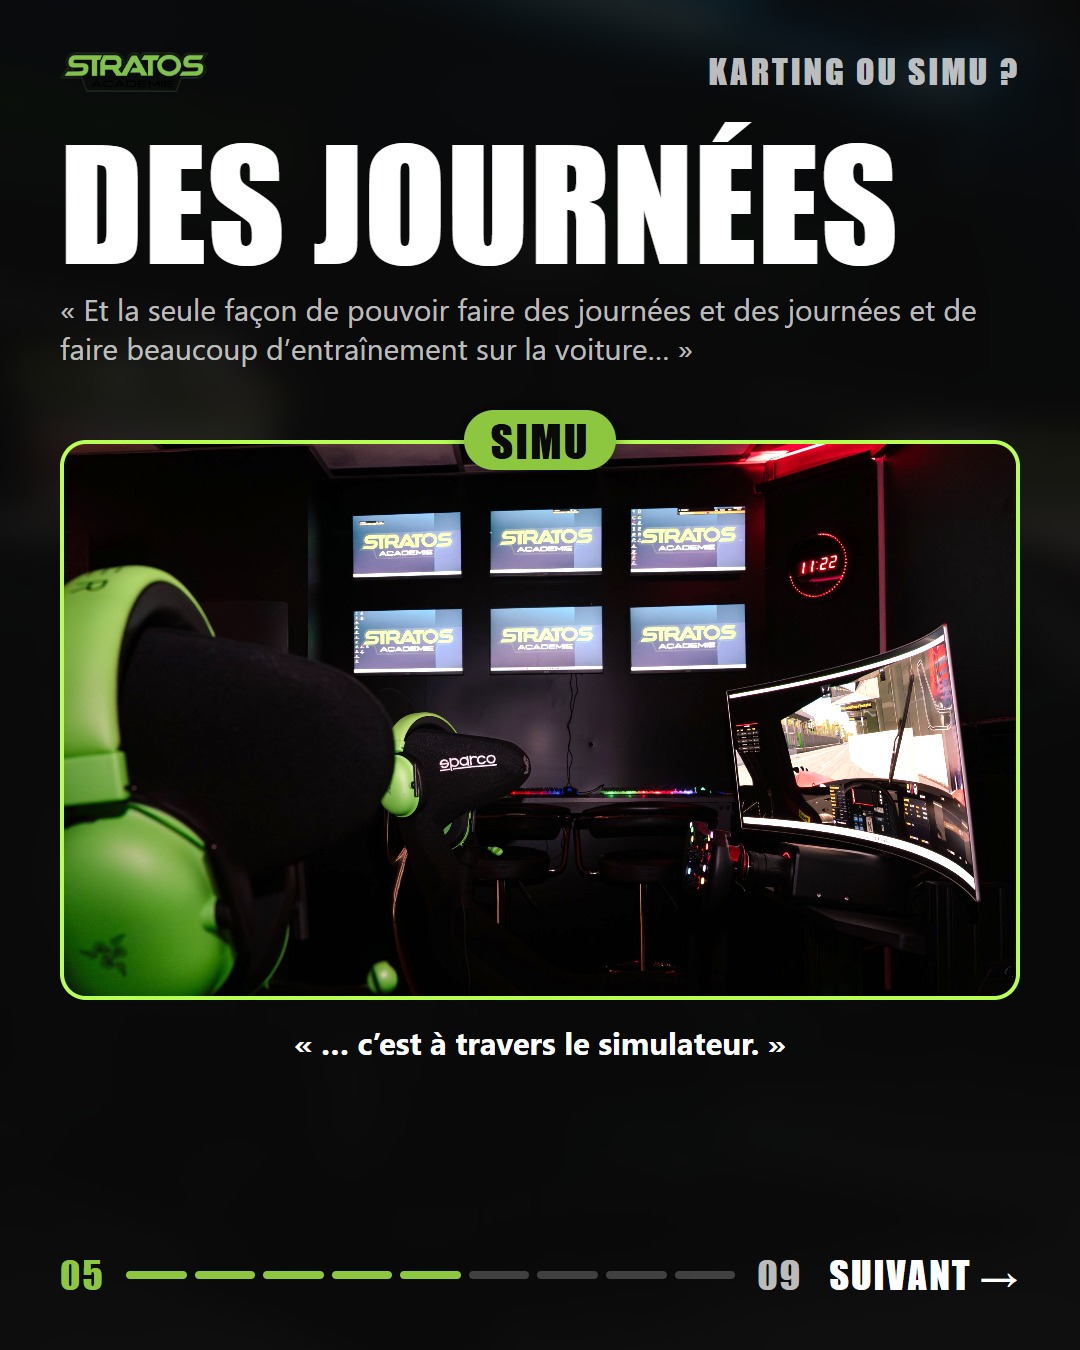 STRATOS
ACADEMIE
KARTING OU SIMU ?
DES JOURNÉES
« Et la seule façon de pouvoir faire des journées et des journées et de
faire beaucoup d’entraînement sur la voiture… »
SIMU
STRATOS
ACADEMIE
STRATOS
ACADEMIE
STRATOS
ACADEMIE
11:22
STRATOS
ACADEMIE
STRATOS
ACADEMIE
STRATOS
ACADEMIE
sparco
« … c’est à travers le simulateur. »
05
09
SUIVANT →